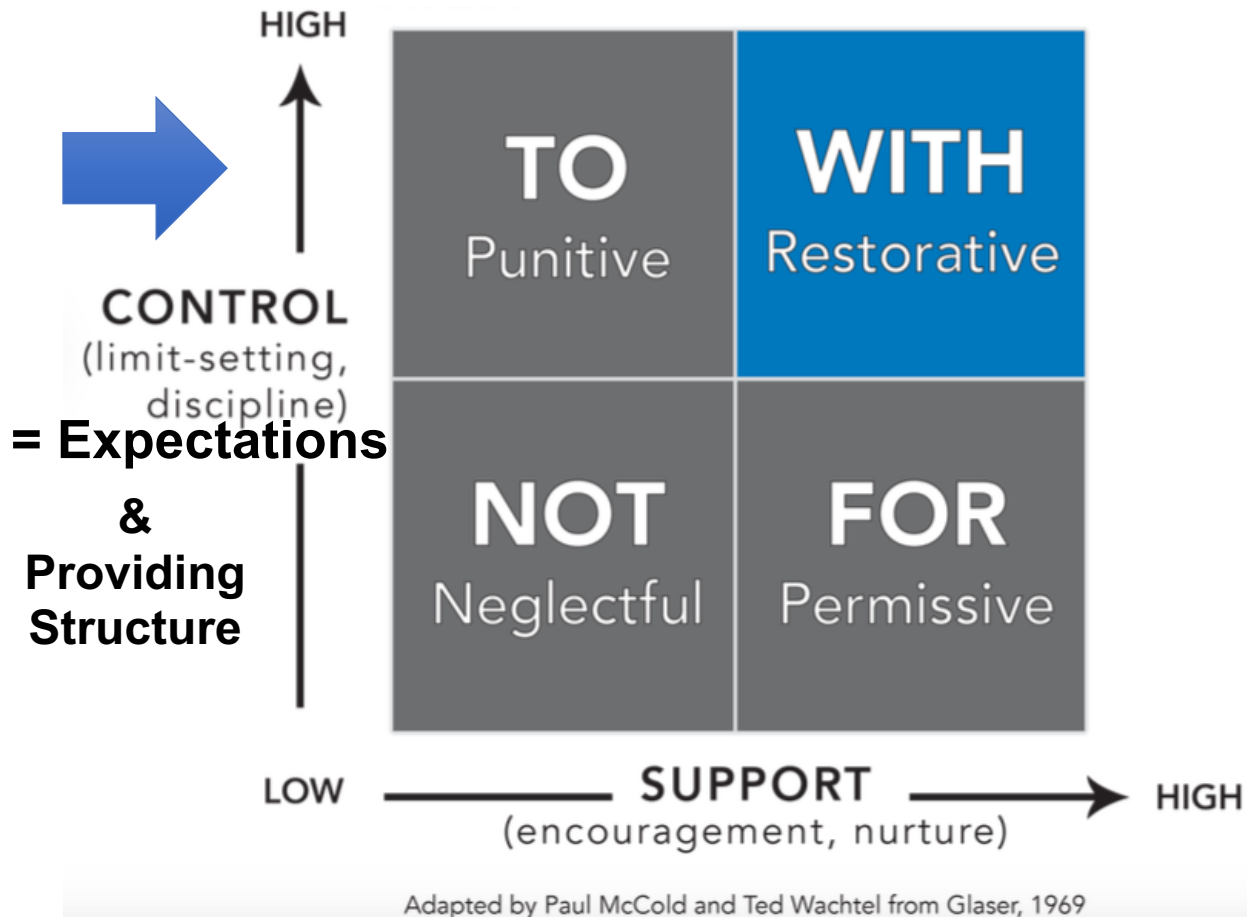 HIGH
TO
Punitive
WITH
Restorative
CONTROL
(limit-setting,
discipline)
= Expectations
&
Providing
Structure
NOT
Neglectful
FOR
Permissive
LOW
SUPPORT
(encouragement, nurture)
HIGH
Adapted by Paul McCold and Ted Wachtel from Glaser, 1969